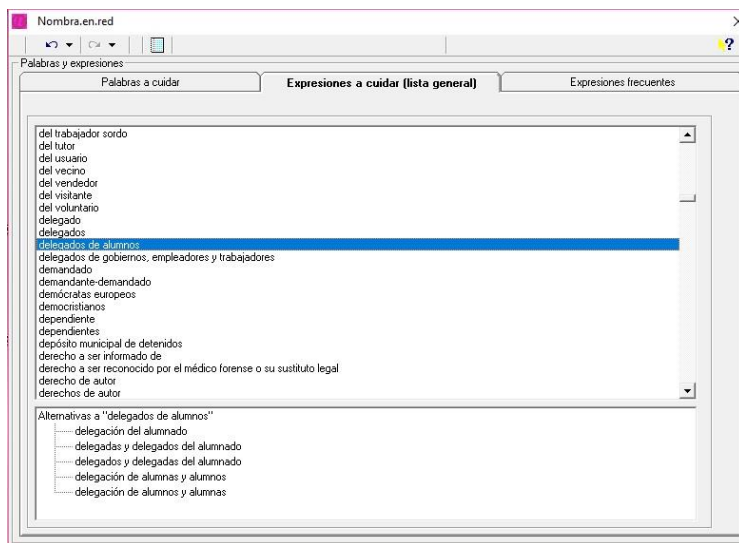 Nombra.en.red
Palabras y expresiones
Palabras a cuidar
Expresiones a cuidar (lista general)
Expresiones frecuentes
del trabajador sordo
del tutor
del usuario
del vecino
del vendedor
del visitante
del voluntario
delegado
delegados
delegados de alumnos
delegados de gobiernos, empleadores y trabajadores
demandado
demandante-demandado
demócratas europeos
democristianos
dependiente
dependientes
depósito municipal de detenidos
derecho a ser informado de
derecho a ser reconocido por el médico forense o su sustituto legal
derecho de autor
derechos de autor
Alternativas a "delegados de alumnos"
delegación del alumnado
delegadas y delegados del alumnado
delegados y delegadas del alumnado
delegación de alumnas y alumnos
delegación de alumnos y alumnas